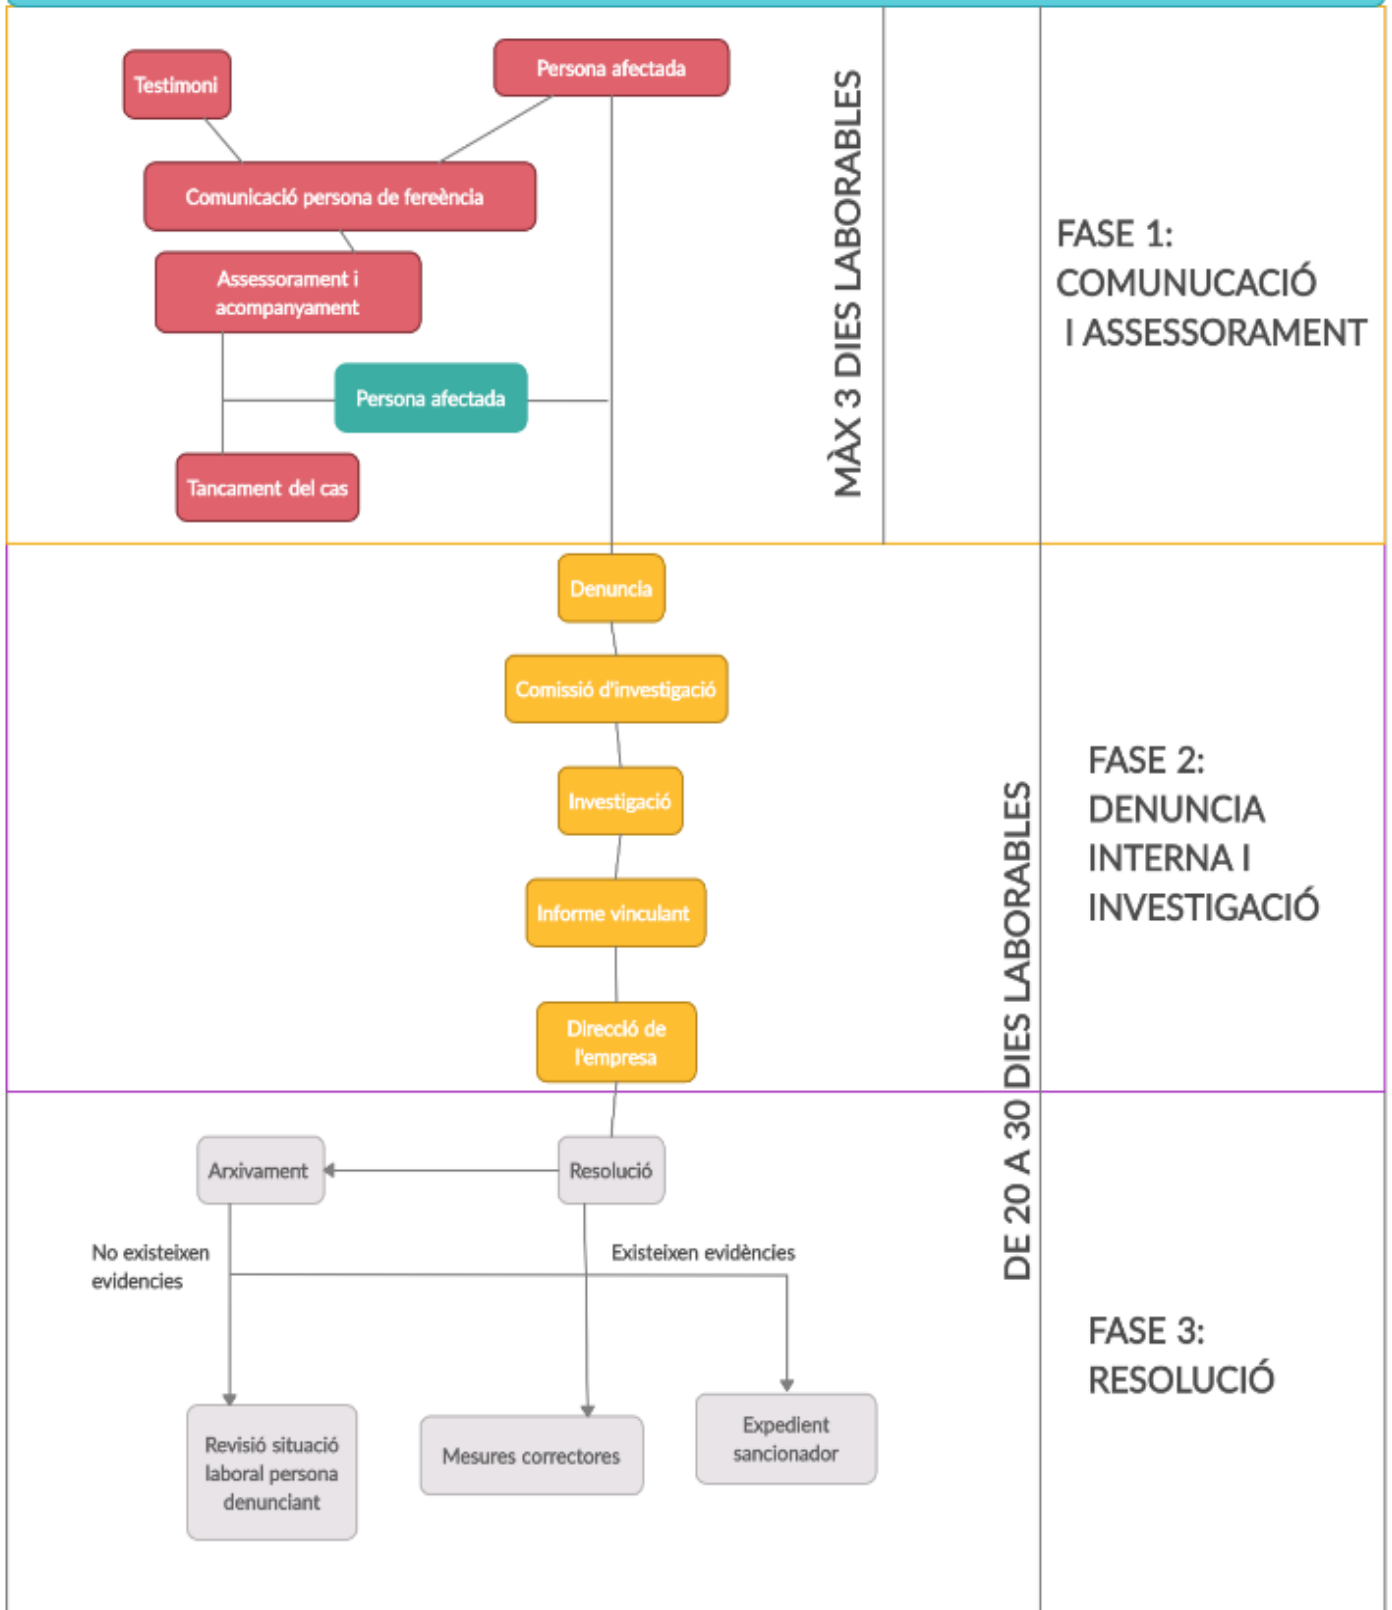 Testimoni
Persona afectada
Comunicació persona de fereència
Assessorament i
acompanyament
Persona afectada
Tancament del cas
MÀX 3 DIES LABORABLES
FASE 1:
COMUNUCACIÓ
I ASSESSORAMENT
Denuncia
Comissió d'investigació
Investigació
Informe vinculant
Direcció de
l'empresa
DE 20 A 30 DIES LABORABLES
FASE 2:
DENUNCIA
INTERNA I
INVESTIGACIÓ
Arxivament
Resolució
No existeixen
evidencies
Existeixen evidències
Revisió situació
laboral persona
denunciant
Mesures correctores
Expedient
sancionador
FASE 3:
RESOLUCIÓ